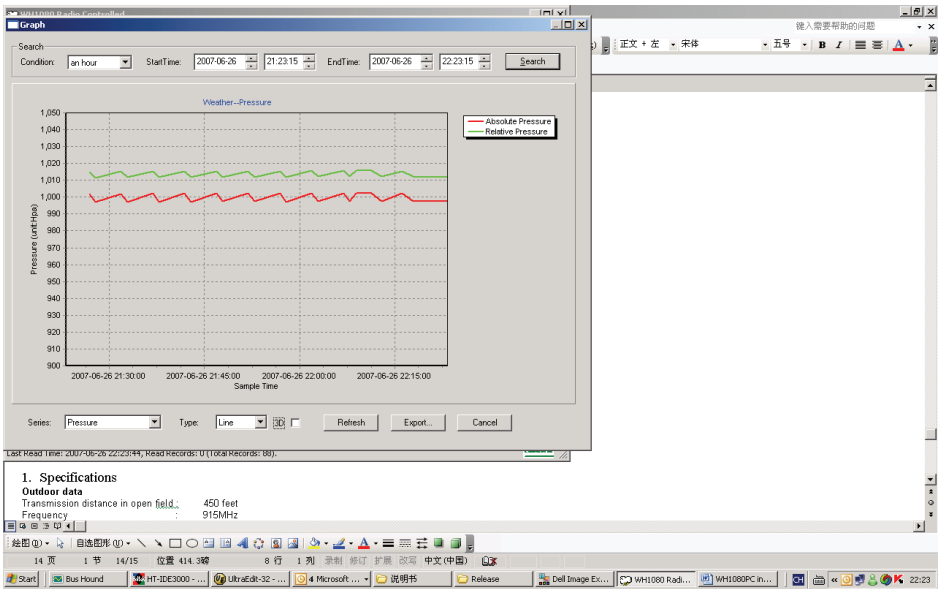 WH1080 Radio Controlled
Graph
键入需要帮助的问题
正文 + 左 宋体 五号 B I A
Search
Condition: an hour StartTime: 2007-06-26 21:23:15 EndTime: 2007-06-26 22:23:15 Search
Weather--Pressure
Absolute Pressure
Relative Pressure
Pressure (unit:Hpa)
1,050
1,040
1,030
1,020
1,010
1,000
990
980
970
960
950
940
930
920
910
900
2007-06-26 21:30:00 2007-06-26 21:45:00 2007-06-26 22:00:00 2007-06-26 22:15:00
Sample Time
Series: Pressure Type: Line 3D Refresh Export... Cancel
Last Read Time: 2007-06-26 22:23:44, Read Records: 0 (Total Records: 88).
1. Specifications
Outdoor data
Transmission distance in open field.: 450 feet
Frequency : 915MHz
绘图(D) 自选图形(U) A
14 页 1 节 14/15 位置 414.3磅 8 行 1 列 录制 修订 扩展 改写 中文(中国)
Start Bus Hound HT-IDE3000 - ... UltraEdit-32 - ... 4 Microsoft ... 说明书 Release Dell Image Ex... WH1080 Radi... WH1080PC in... CH « 22:23